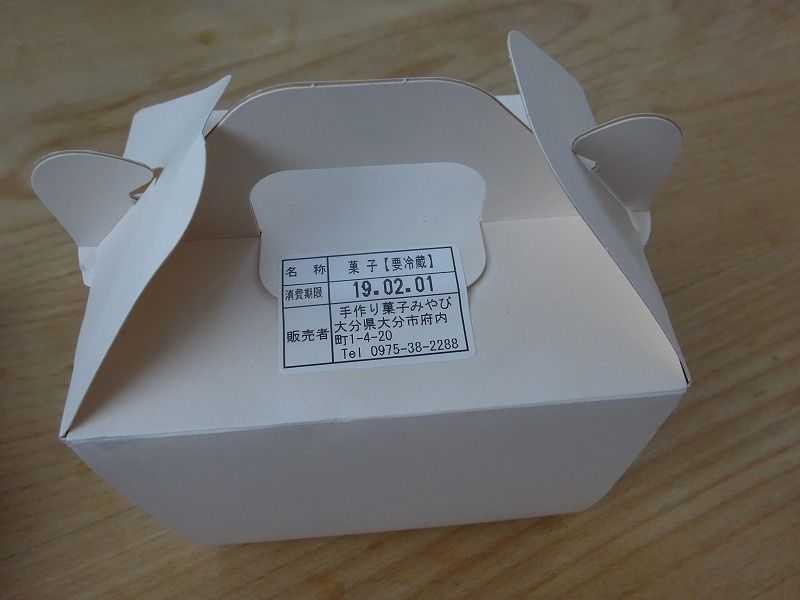 名称 菓子【要冷蔵】
消費期限 19.02.01
販売者 手作り菓子みやび
大分県大分市府内
町1-4-20
Tel 0975-38-2288